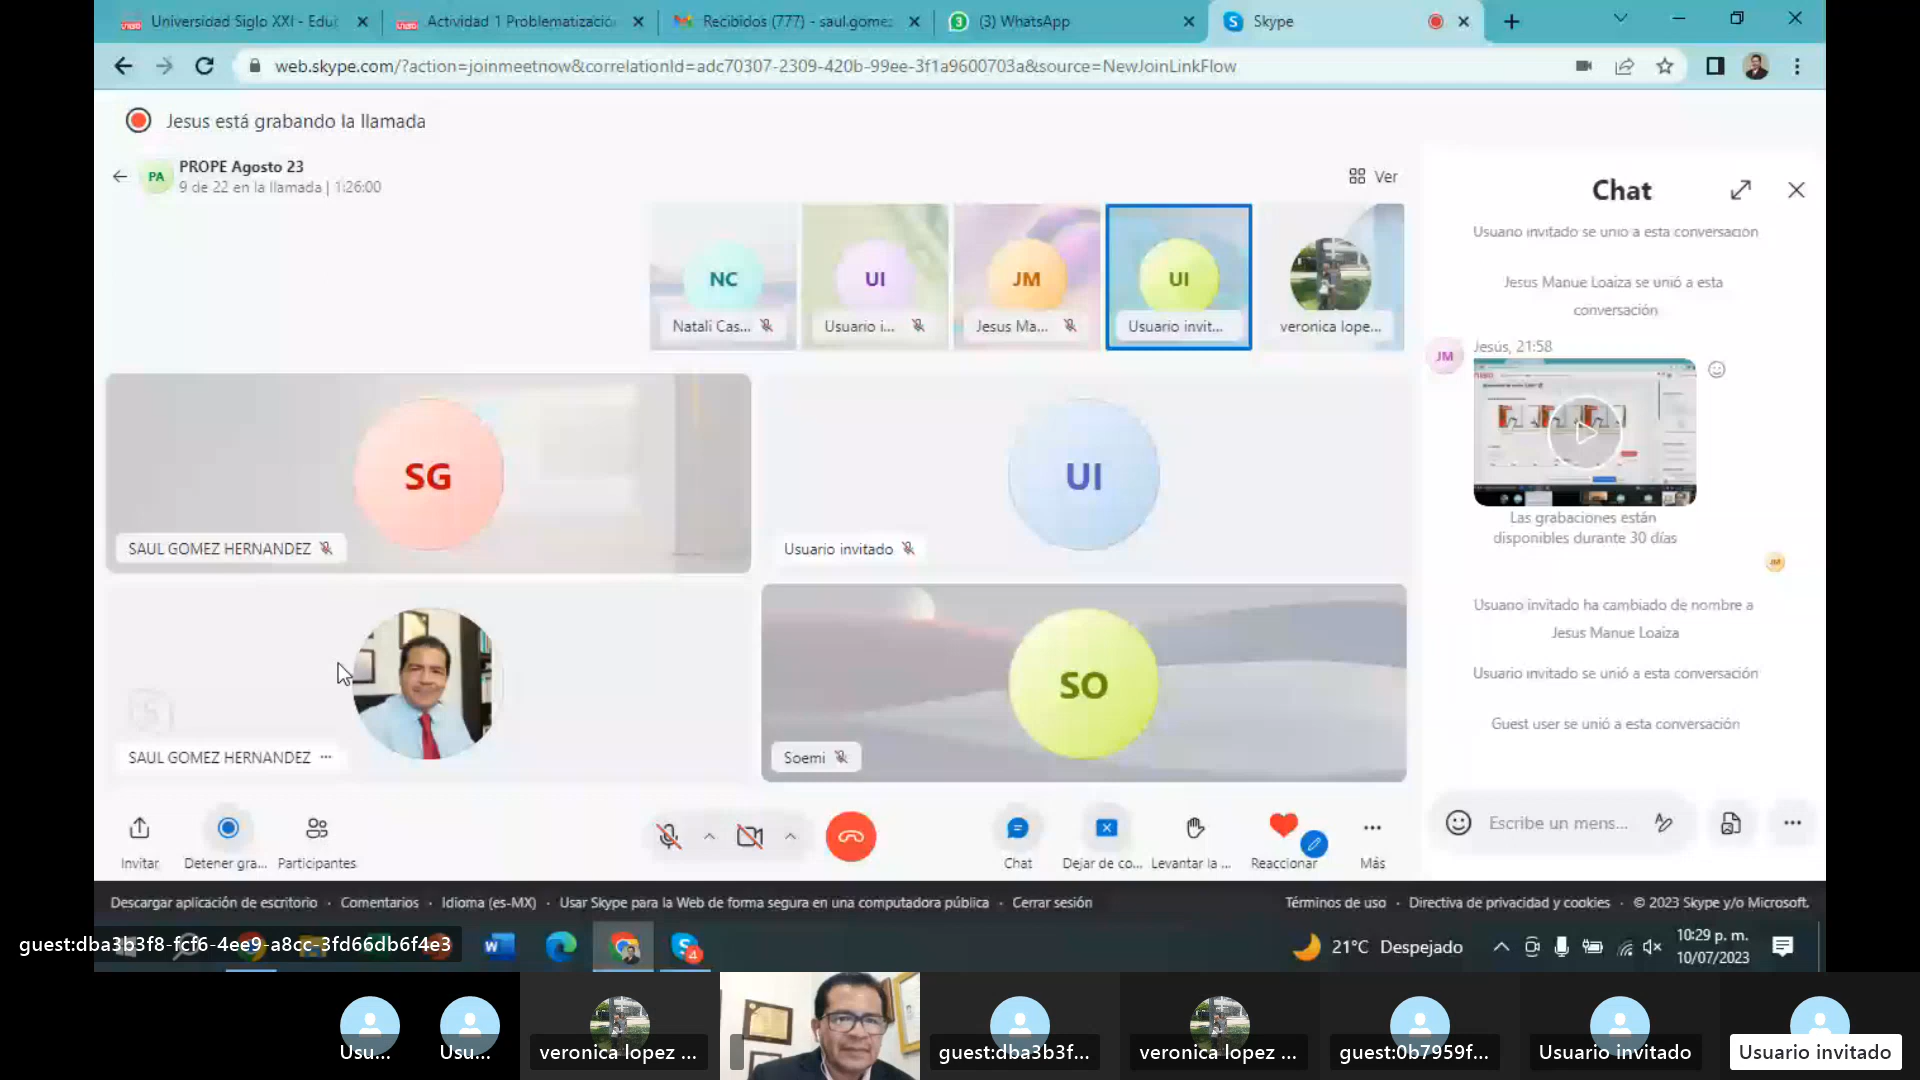 Universidad Siglo XXI - Edu
Actividad 1 Problematizació
Recibidos (777) - saul.gome
(3) WhatsApp
Skype
web.skype.com/?action=joinmeetnow&correlationId=adc70307-2309-420b-99ee-3f1a9600703a&source=NewJoinLinkFlow
Jesus está grabando la llamada
PA
PROPE Agosto 23
9 de 22 en la llamada | 1:26:00
Ver
Chat
NC
Natali Cas...
UI
Usuario i...
JM
Jesus Ma...
UI
Usuario invit...
veronica lope...
SG
SAUL GOMEZ HERNANDEZ
UI
Usuario invitado
SAUL GOMEZ HERNANDEZ
SO
Soemi
Usuario invitado se unió a esta conversación
Jesus Manue Loaiza se unió a esta
conversación
JM
Jesús, 21:58
Las grabaciones están
disponibles durante 30 días
JM
Usuario invitado ha cambiado de nombre a
Jesus Manue Loaiza
Usuario invitado se unió a esta conversación
Guest user se unió a esta conversación
Escribe un mens...
Invitar
Detener gra...
Participantes
Chat
Dejar de co...
Levantar la ...
Reaccionar
Más
Descargar aplicación de escritorio · Comentarios · Idioma (es-MX) · Usar Skype para la Web de forma segura en una computadora pública · Cerrar sesión
Términos de uso · Directiva de privacidad y cookies · © 2023 Skype y/o Microsoft.
guest:dba3b3f8-fcf6-4ee9-a8cc-3fd66db6f4e3
4
21°C Despejado
10:29 p. m.
10/07/2023
Usu...
Usu...
veronica lopez ...
guest:dba3b3f...
veronica lopez ...
guest:0b7959f...
Usuario invitado
Usuario invitado